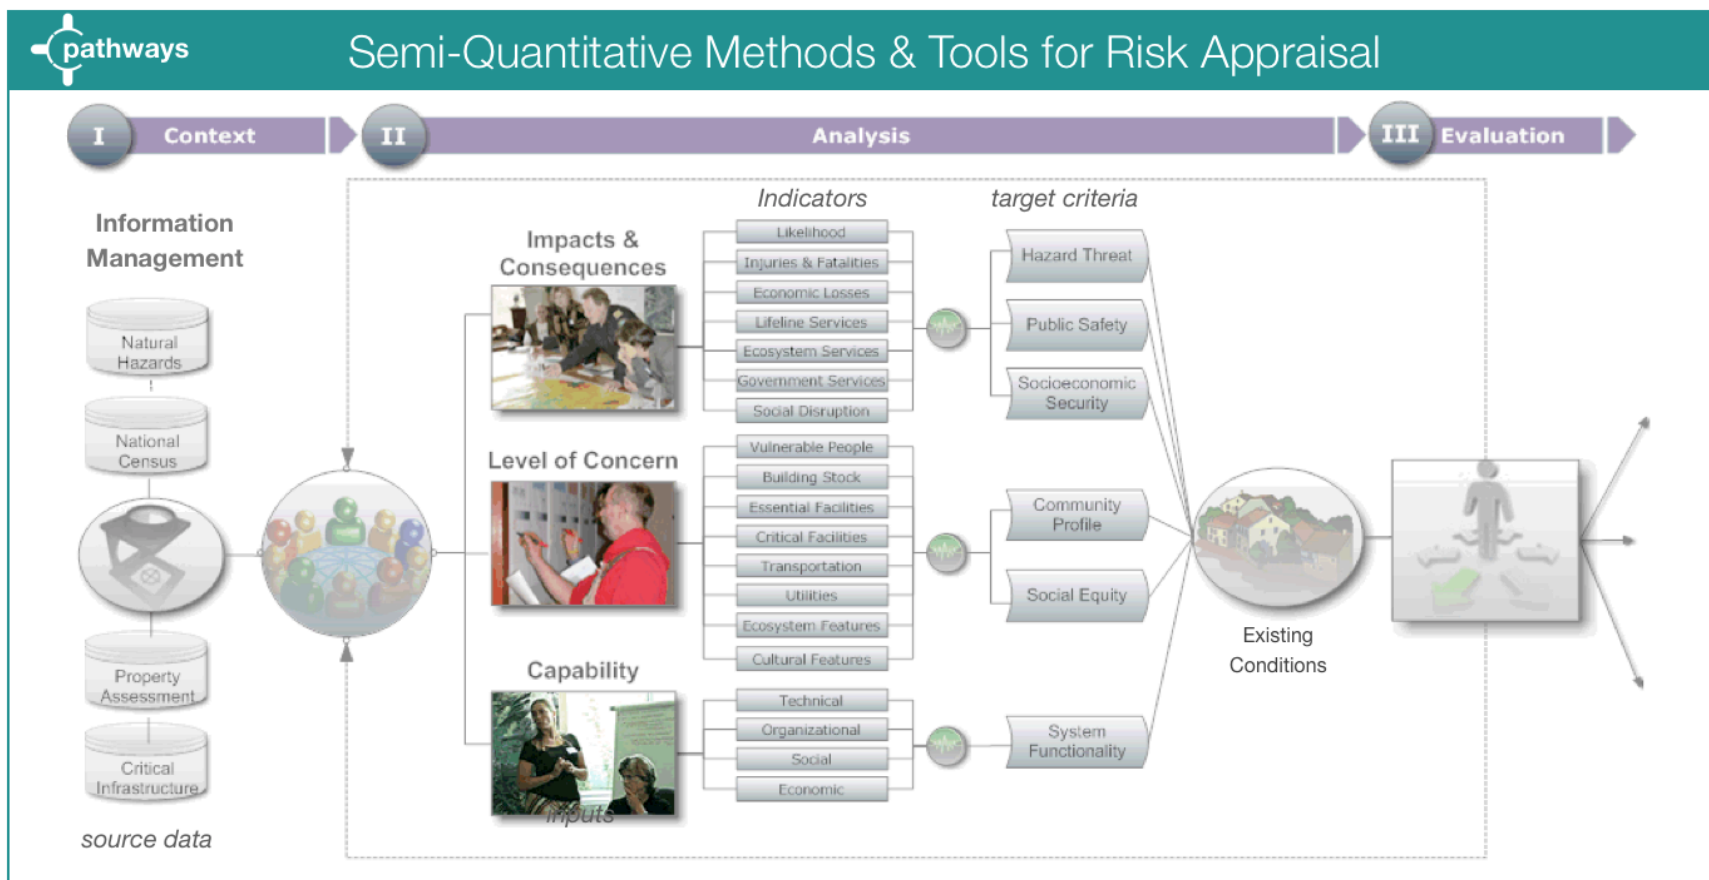 pathways
Semi-Quantitative Methods & Tools for Risk Appraisal
I
Context
II
Analysis
III
Evaluation
Information
Management
Natural
Hazards
National
Census
Property
Assessment
Critical
Infrastructure
source data
Impacts &
Consequences
Level of Concern
Capability
inputs
Indicators
Likelihood
Injuries & Fatalities
Economic Losses
Lifeline Services
Ecosystem Services
Government Services
Social Disruption
Vulnerable People
Building Stock
Essential Facilities
Critical Facilities
Transportation
Utilities
Ecosystem Features
Cultural Features
Technical
Organizational
Social
Economic
target criteria
Hazard Threat
Public Safety
Socioeconomic
Security
Community
Profile
Social Equity
System
Functionality
Existing
Conditions